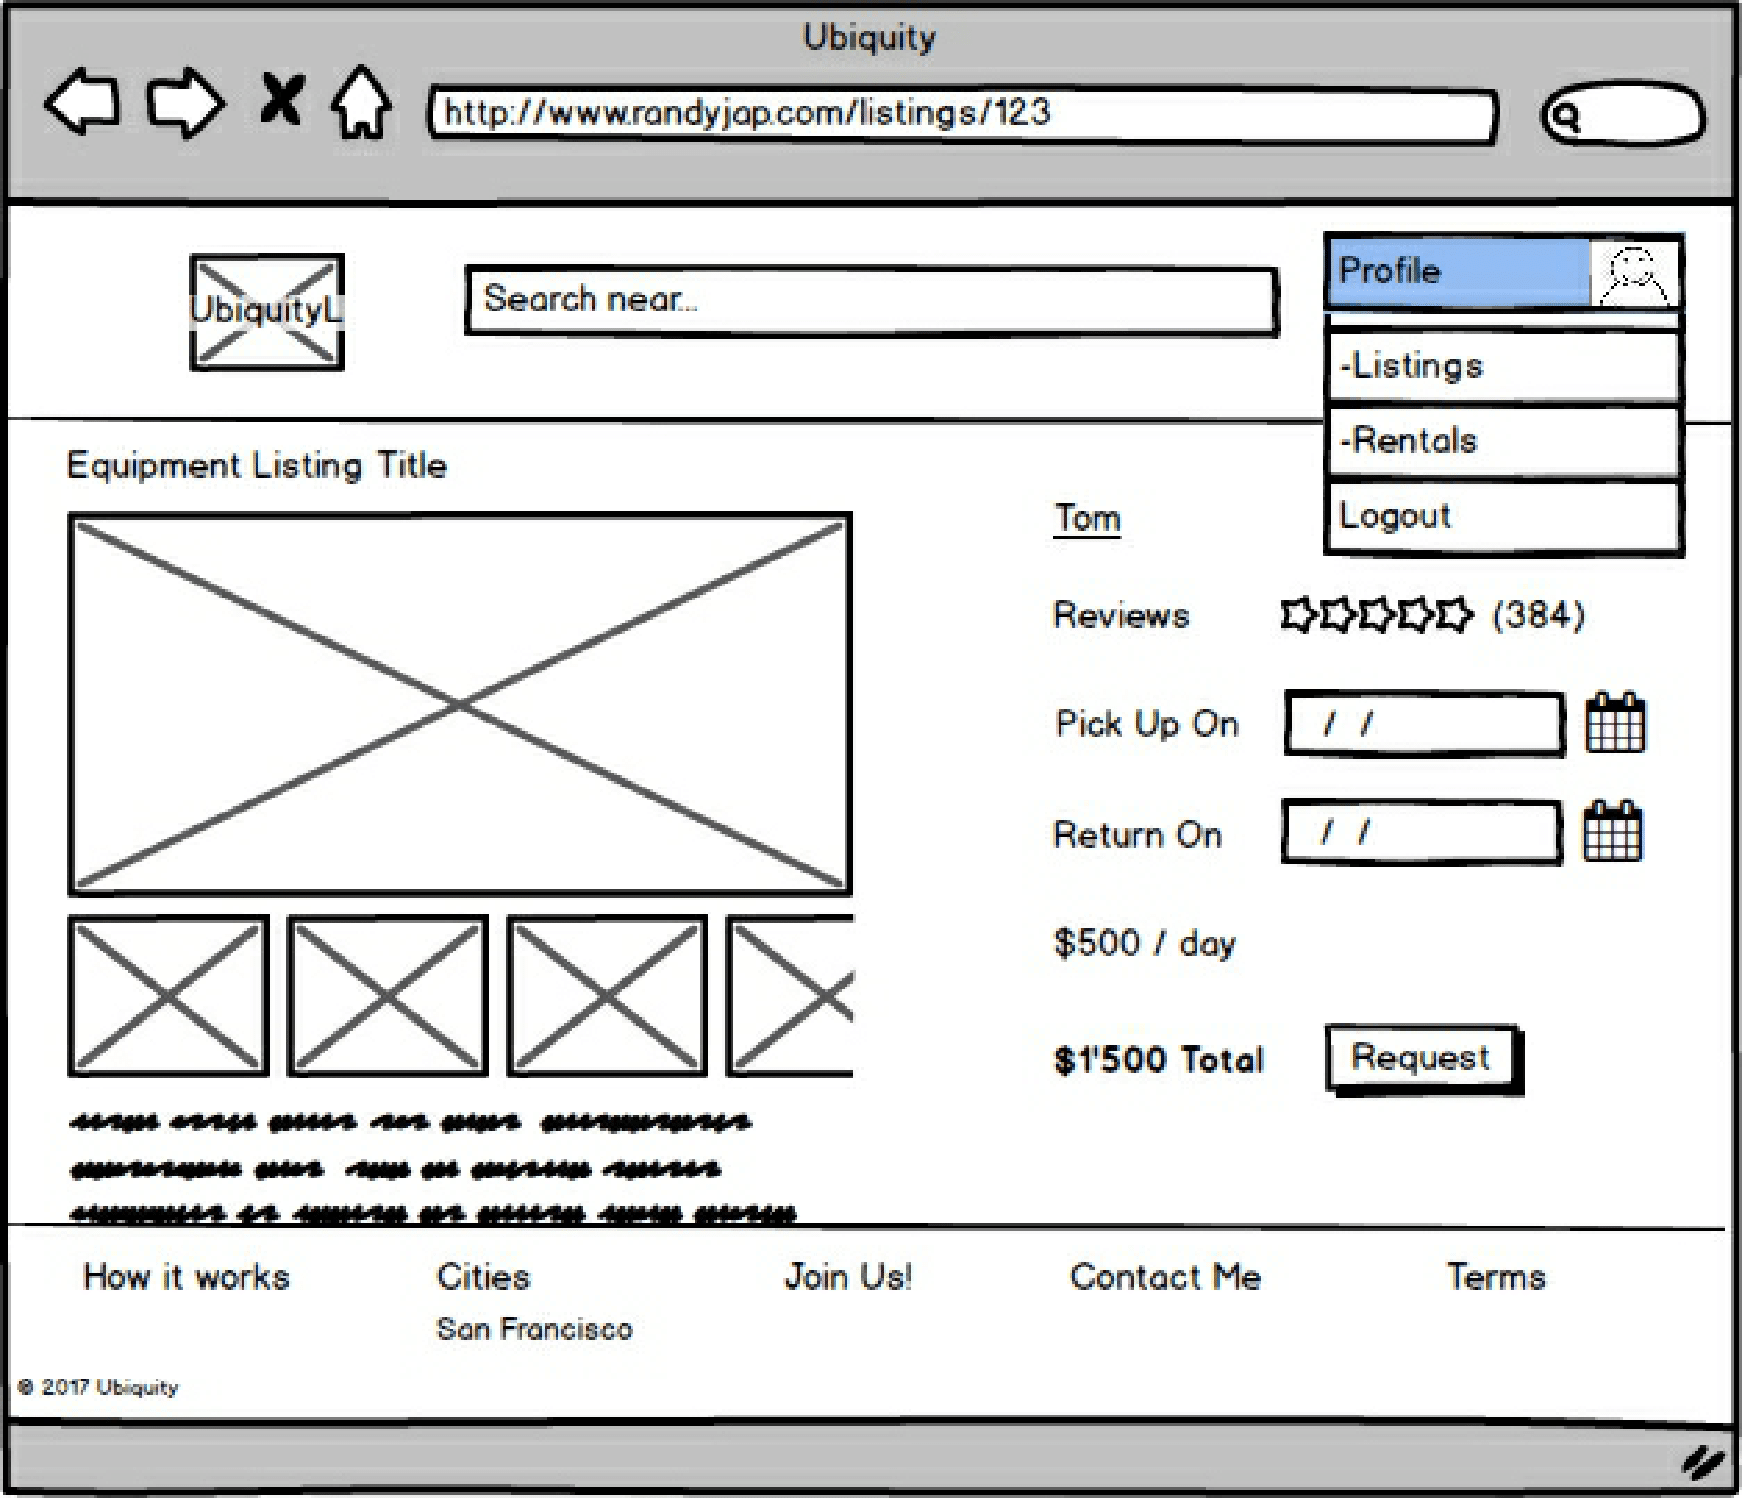 Ubiquity
http://www.randyjap.com/listings/123
UbiquityL
Search near...
Profile
-Listings
-Rentals
Logout
Equipment Listing Title
Tom
Reviews (384)
Pick Up On / /
Return On / /
$500 / day
$1'500 Total Request
How it works Cities Join Us! Contact Me Terms
San Francisco
© 2017 Ubiquity